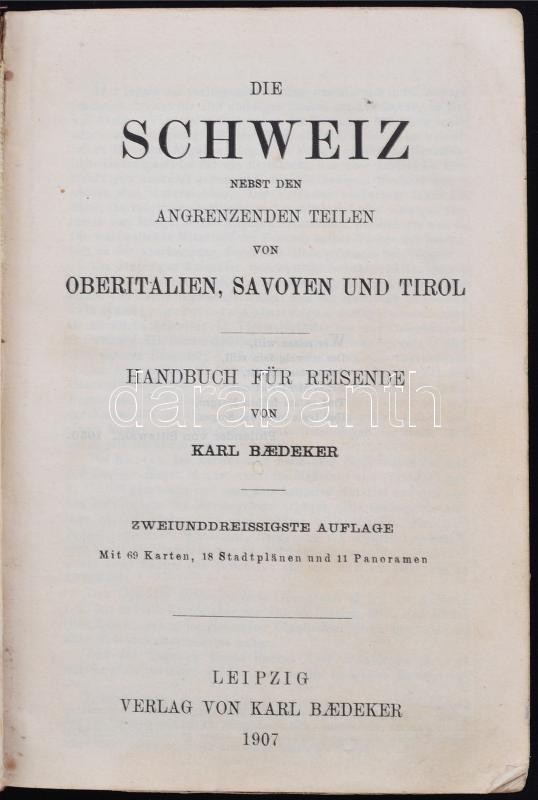 DIE
SCHWEIZ
NEBST DEN
ANGRENZENDEN TEILEN
VON
OBERITALIEN, SAVOYEN UND TIROL
HANDBUCH FÜR REISENDE
darabanth
VON
KARL BÆDEKER
ZWEIUNDDREISSIGSTE AUFLAGE
Mit 69 Karten, 18 Stadtplänen und 11 Panoramen
LEIPZIG
VERLAG VON KARL BÆDEKER
1907